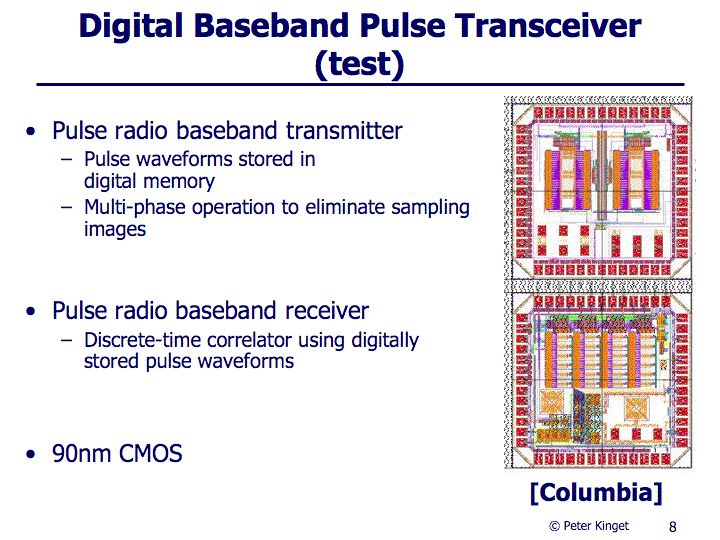 Digital Baseband Pulse Transceiver
(test)
• Pulse radio baseband transmitter
– Pulse waveforms stored in
digital memory
– Multi-phase operation to eliminate sampling
images
• Pulse radio baseband receiver
– Discrete-time correlator using digitally
stored pulse waveforms
• 90nm CMOS
[Columbia]
© Peter Kinget
8